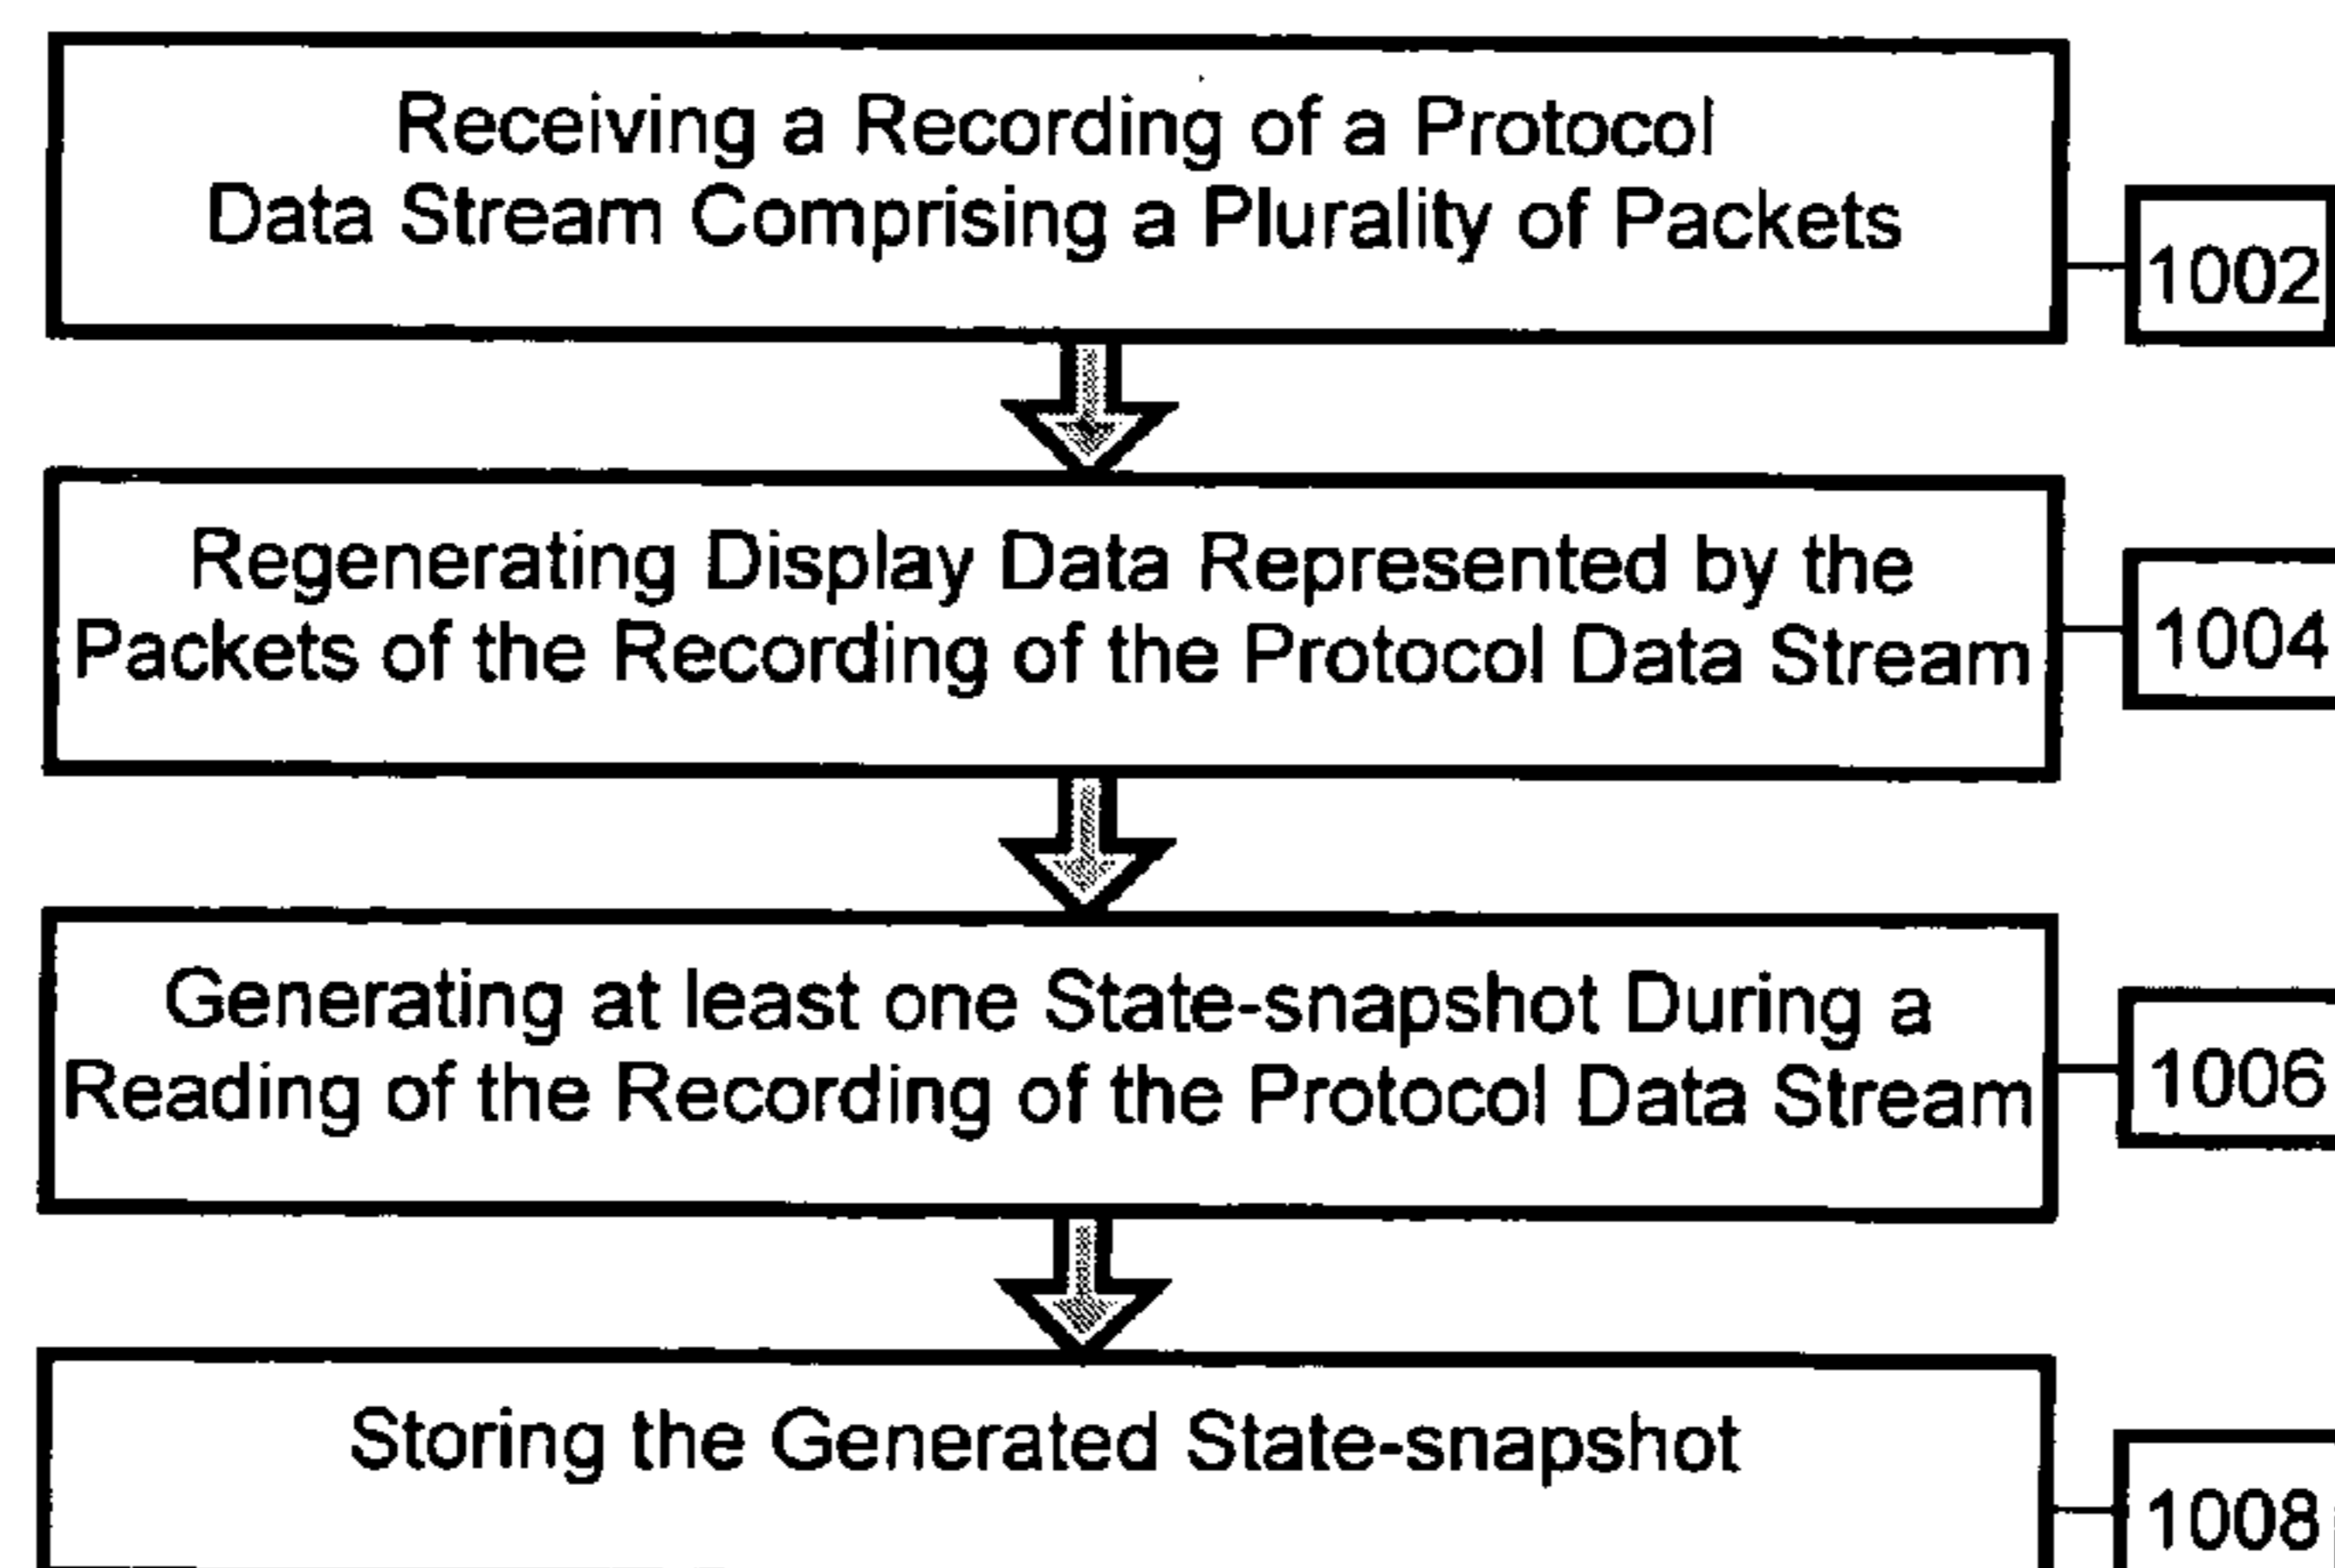 Receiving a Recording of a Protocol
Data Stream Comprising a Plurality of Packets
1002
Regenerating Display Data Represented by the
Packets of the Recording of the Protocol Data Stream
1004
Generating at least one State-snapshot During a
Reading of the Recording of the Protocol Data Stream
1006
Storing the Generated State-snapshot
1008